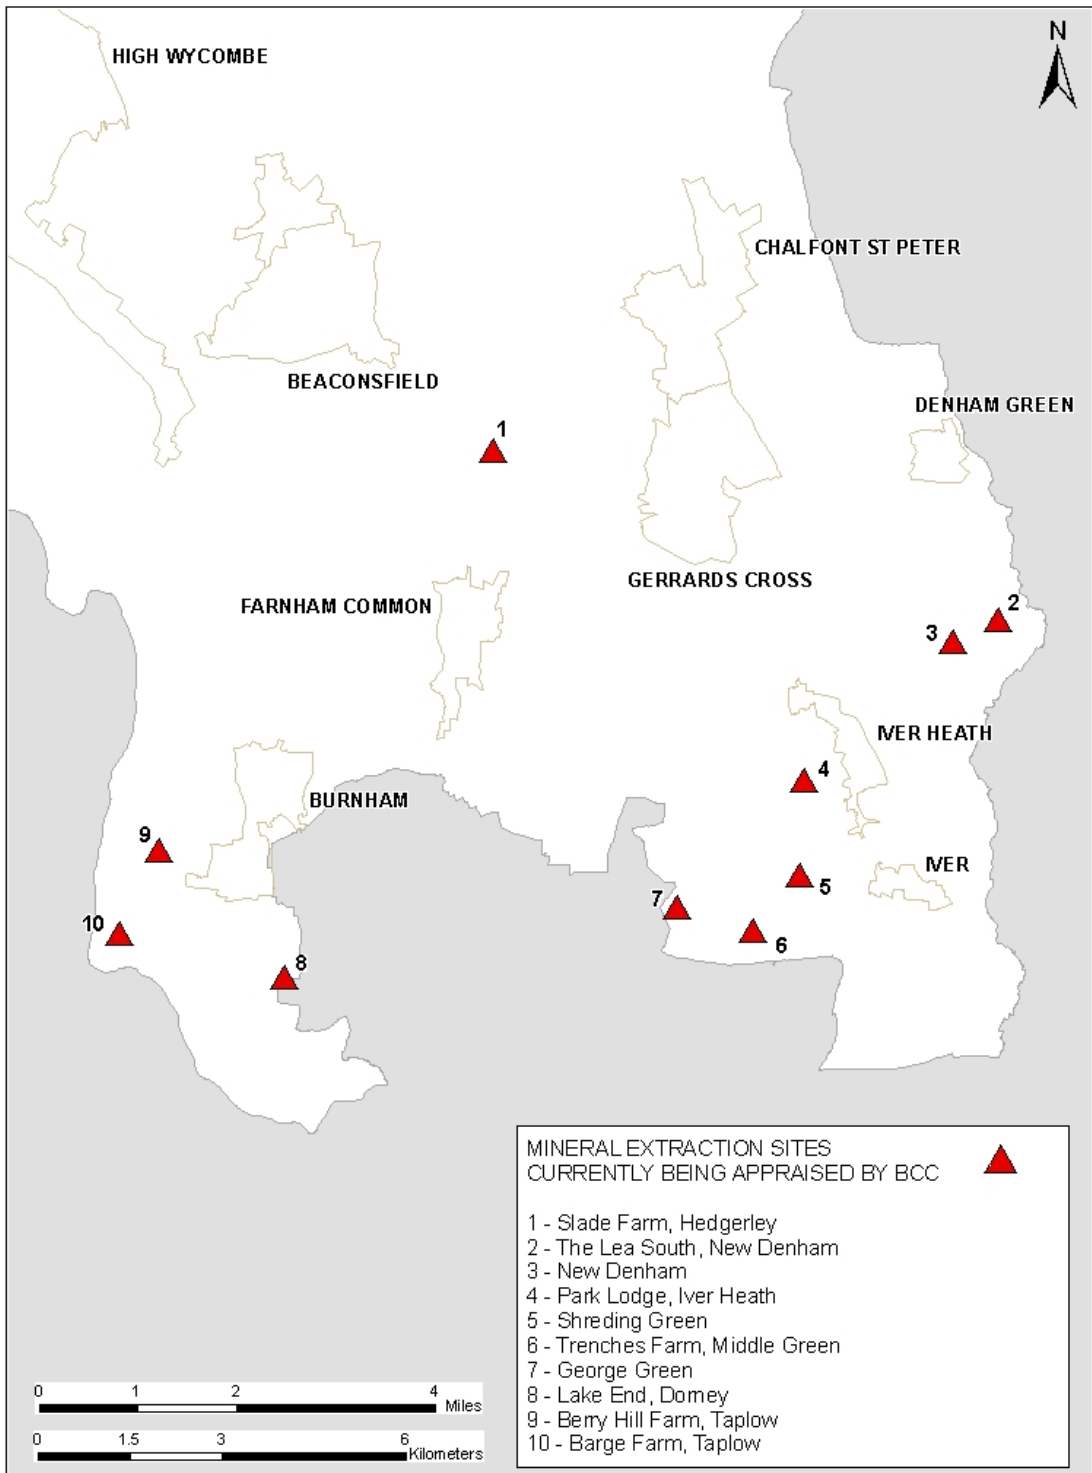 N
HIGH WYCOMBE
CHALFONT ST PETER
BEACONSFIELD
DENHAM GREEN
1
GERRARDS CROSS
FARNHAM COMMON
2
3
IVER HEATH
4
BURNHAM
9
IVER
5
7
10
6
8
MINERAL EXTRACTION SITES
CURRENTLY BEING APPRAISED BY BCC
1 - Slade Farm, Hedgerley
2 - The Lea South, New Denham
3 - New Denham
4 - Park Lodge, Iver Heath
5 - Shreding Green
6 - Trenches Farm, Middle Green
7 - George Green
8 - Lake End, Dorney
9 - Berry Hill Farm, Taplow
10 - Barge Farm, Taplow
0 1 2 4
Miles
0 1.5 3 6
Kilometers